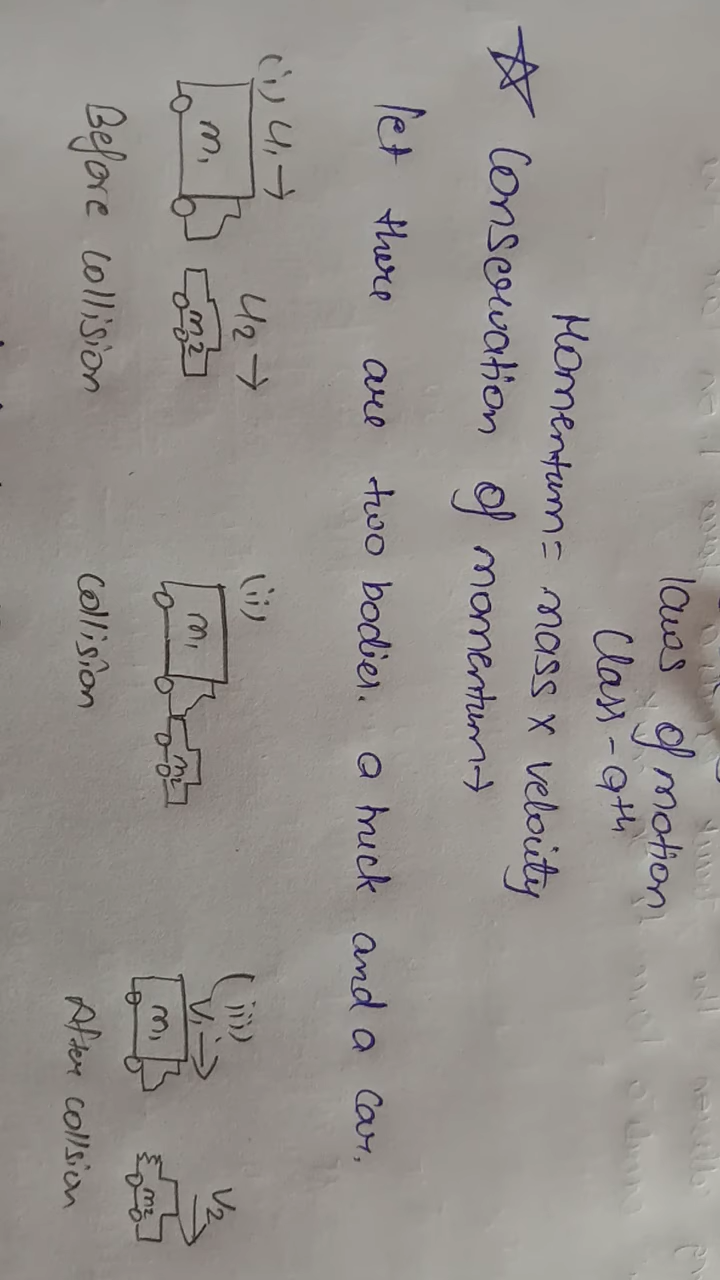 laws of motion
Class - 9th
Momentum = mass x velocity
☆ Conservation of momentum →
let there are two bodies. a truck and a car.
(i) u₁ → u₂ →
m₁ m₂
Before collision
(ii)
m₁ m₂
collision
(iii)
V₁ → V₂ →
m₁ m₂
After collsion